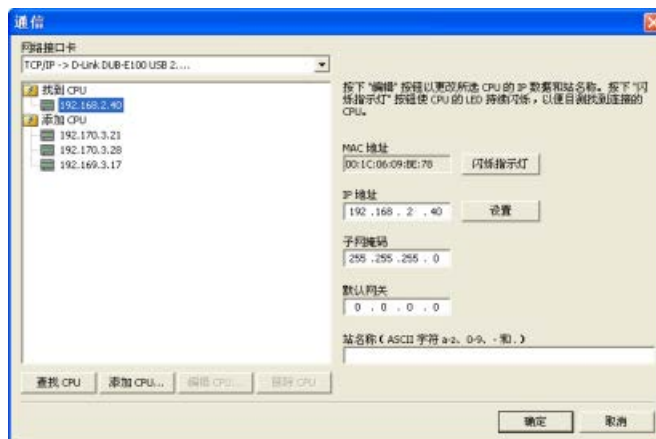 通信
网络接口卡
TCP/IP -> D-Link DUB-E100 USB 2....
找到 CPU
192.168.2.40
添加 CPU
192.170.3.21
192.170.3.28
192.169.3.17
查找 CPU
添加 CPU...
编辑 CPU...
删除 CPU
按下 "编辑" 按钮以更改所选 CPU 的 IP 数据和站名称。按下 "闪
烁指示灯" 按钮使 CPU 的 LED 持续闪烁，以便目测找到连接的
CPU。
MAC 地址
00:1C:06:09:BE:78
闪烁指示灯
IP 地址
192 .168 . 2 . 40
设置
子网掩码
255 .255 .255 . 0
默认网关
0 . 0 . 0 . 0
站名称 ( ASCII 字符 a-z、0-9、- 和 . )
确定
取消